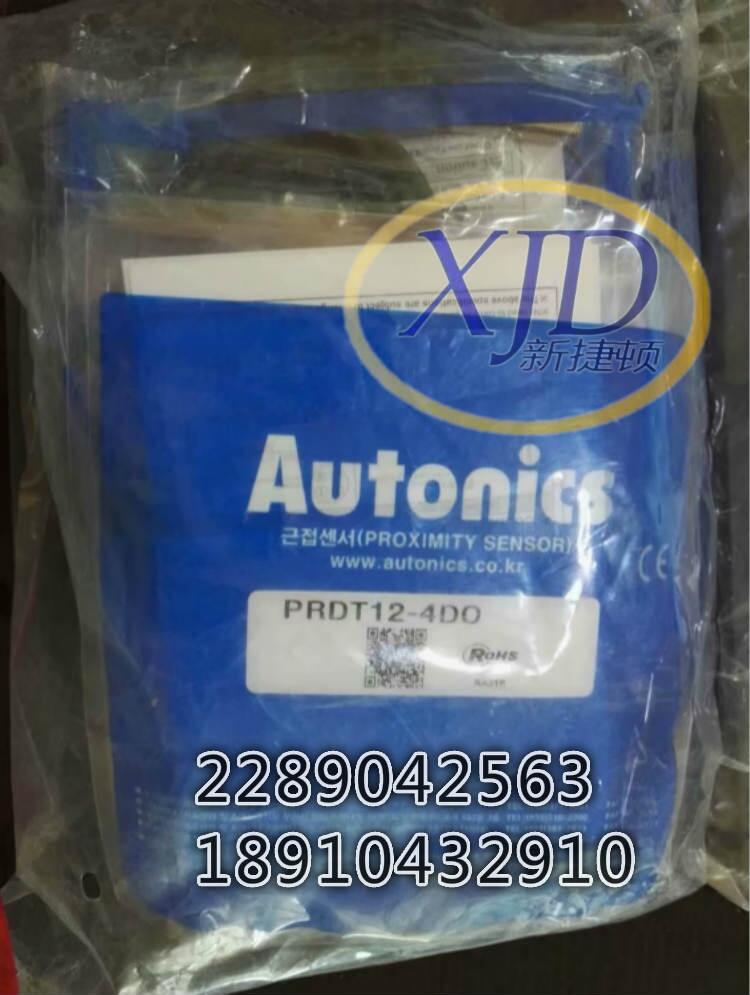 XJD
新捷顿
Autonics
근접센서(PROXIMITY SENSOR)
www.autonics.co.kr
CE
PRDT12-4DO
RoHS
2289042563
18910432910